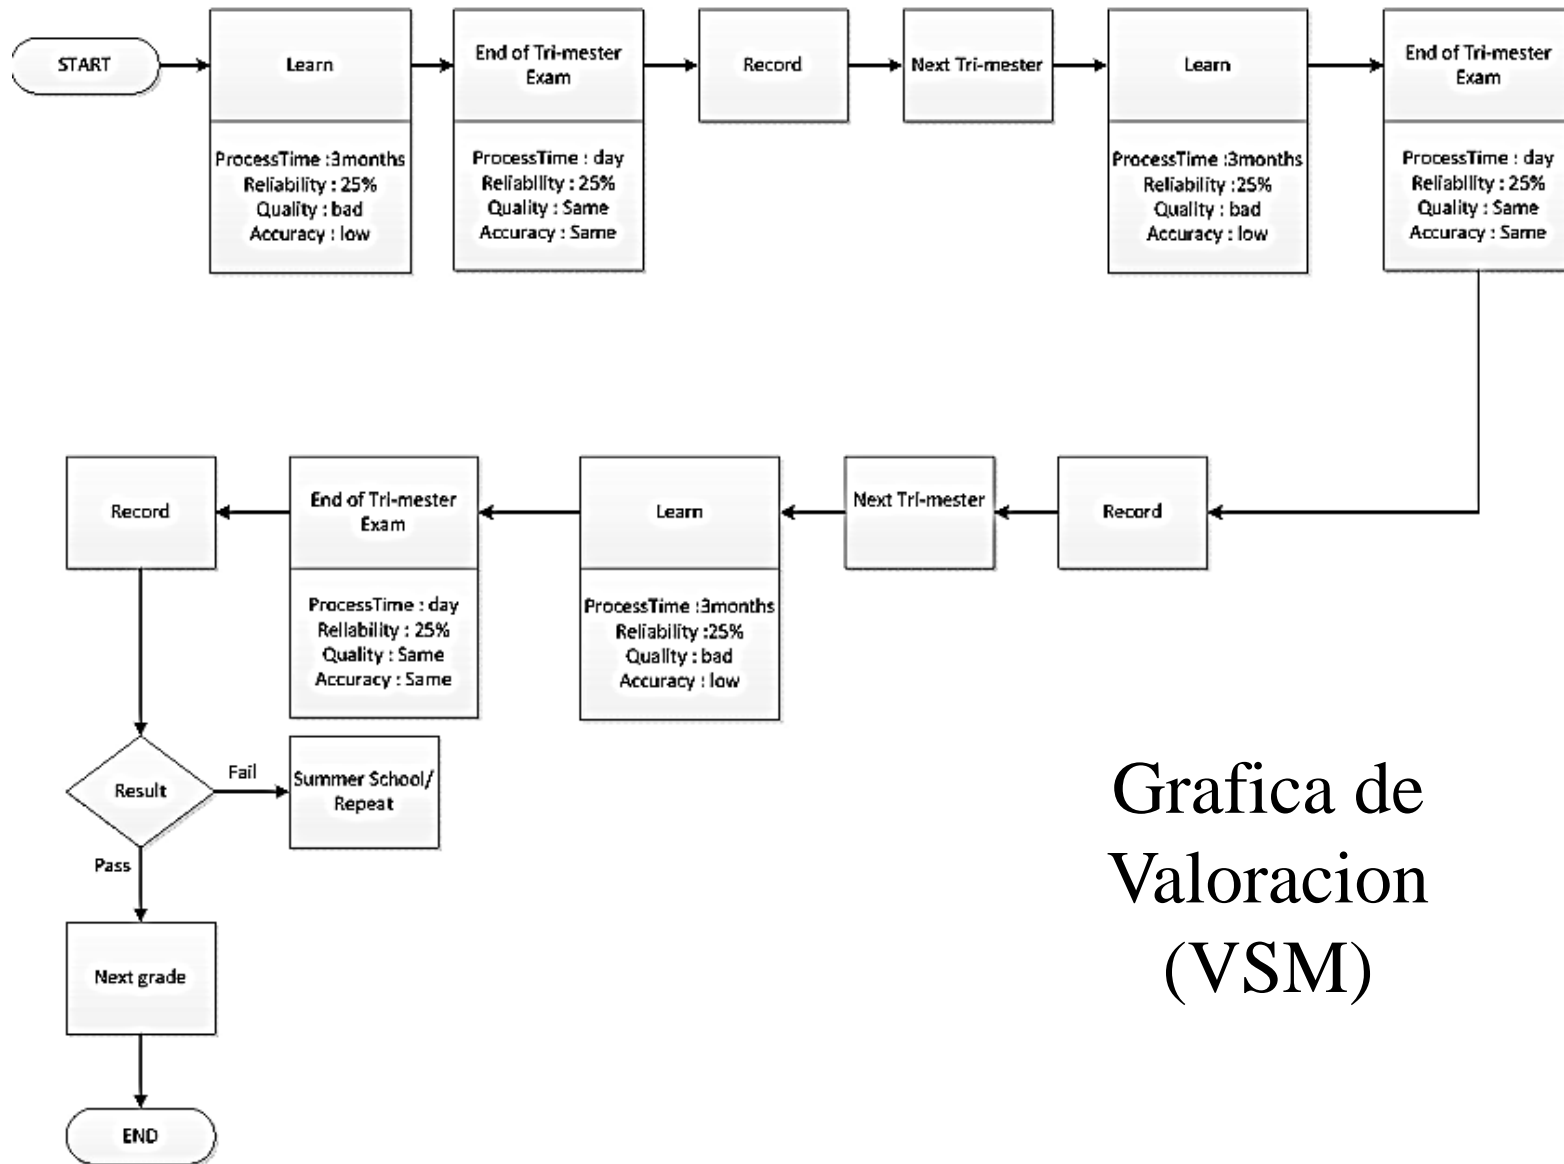 START
Learn
ProcessTime :3months
Reliability : 25%
Quality : bad
Accuracy : low
End of Tri-mester
Exam
ProcessTime : day
Reliability : 25%
Quality : Same
Accuracy : Same
Record
Next Tri-mester
Learn
ProcessTime :3months
Reliability :25%
Quality : bad
Accuracy : low
End of Tri-mester
Exam
ProcessTime : day
Reliability : 25%
Quality : Same
Accuracy : Same
Record
Next Tri-mester
Learn
ProcessTime :3months
Reliability :25%
Quality : bad
Accuracy : low
End of Tri-mester
Exam
ProcessTime : day
Reliability : 25%
Quality : Same
Accuracy : Same
Record
Result
Fail
Summer School/
Repeat
Pass
Next grade
END
Grafica de
Valoracion
(VSM)